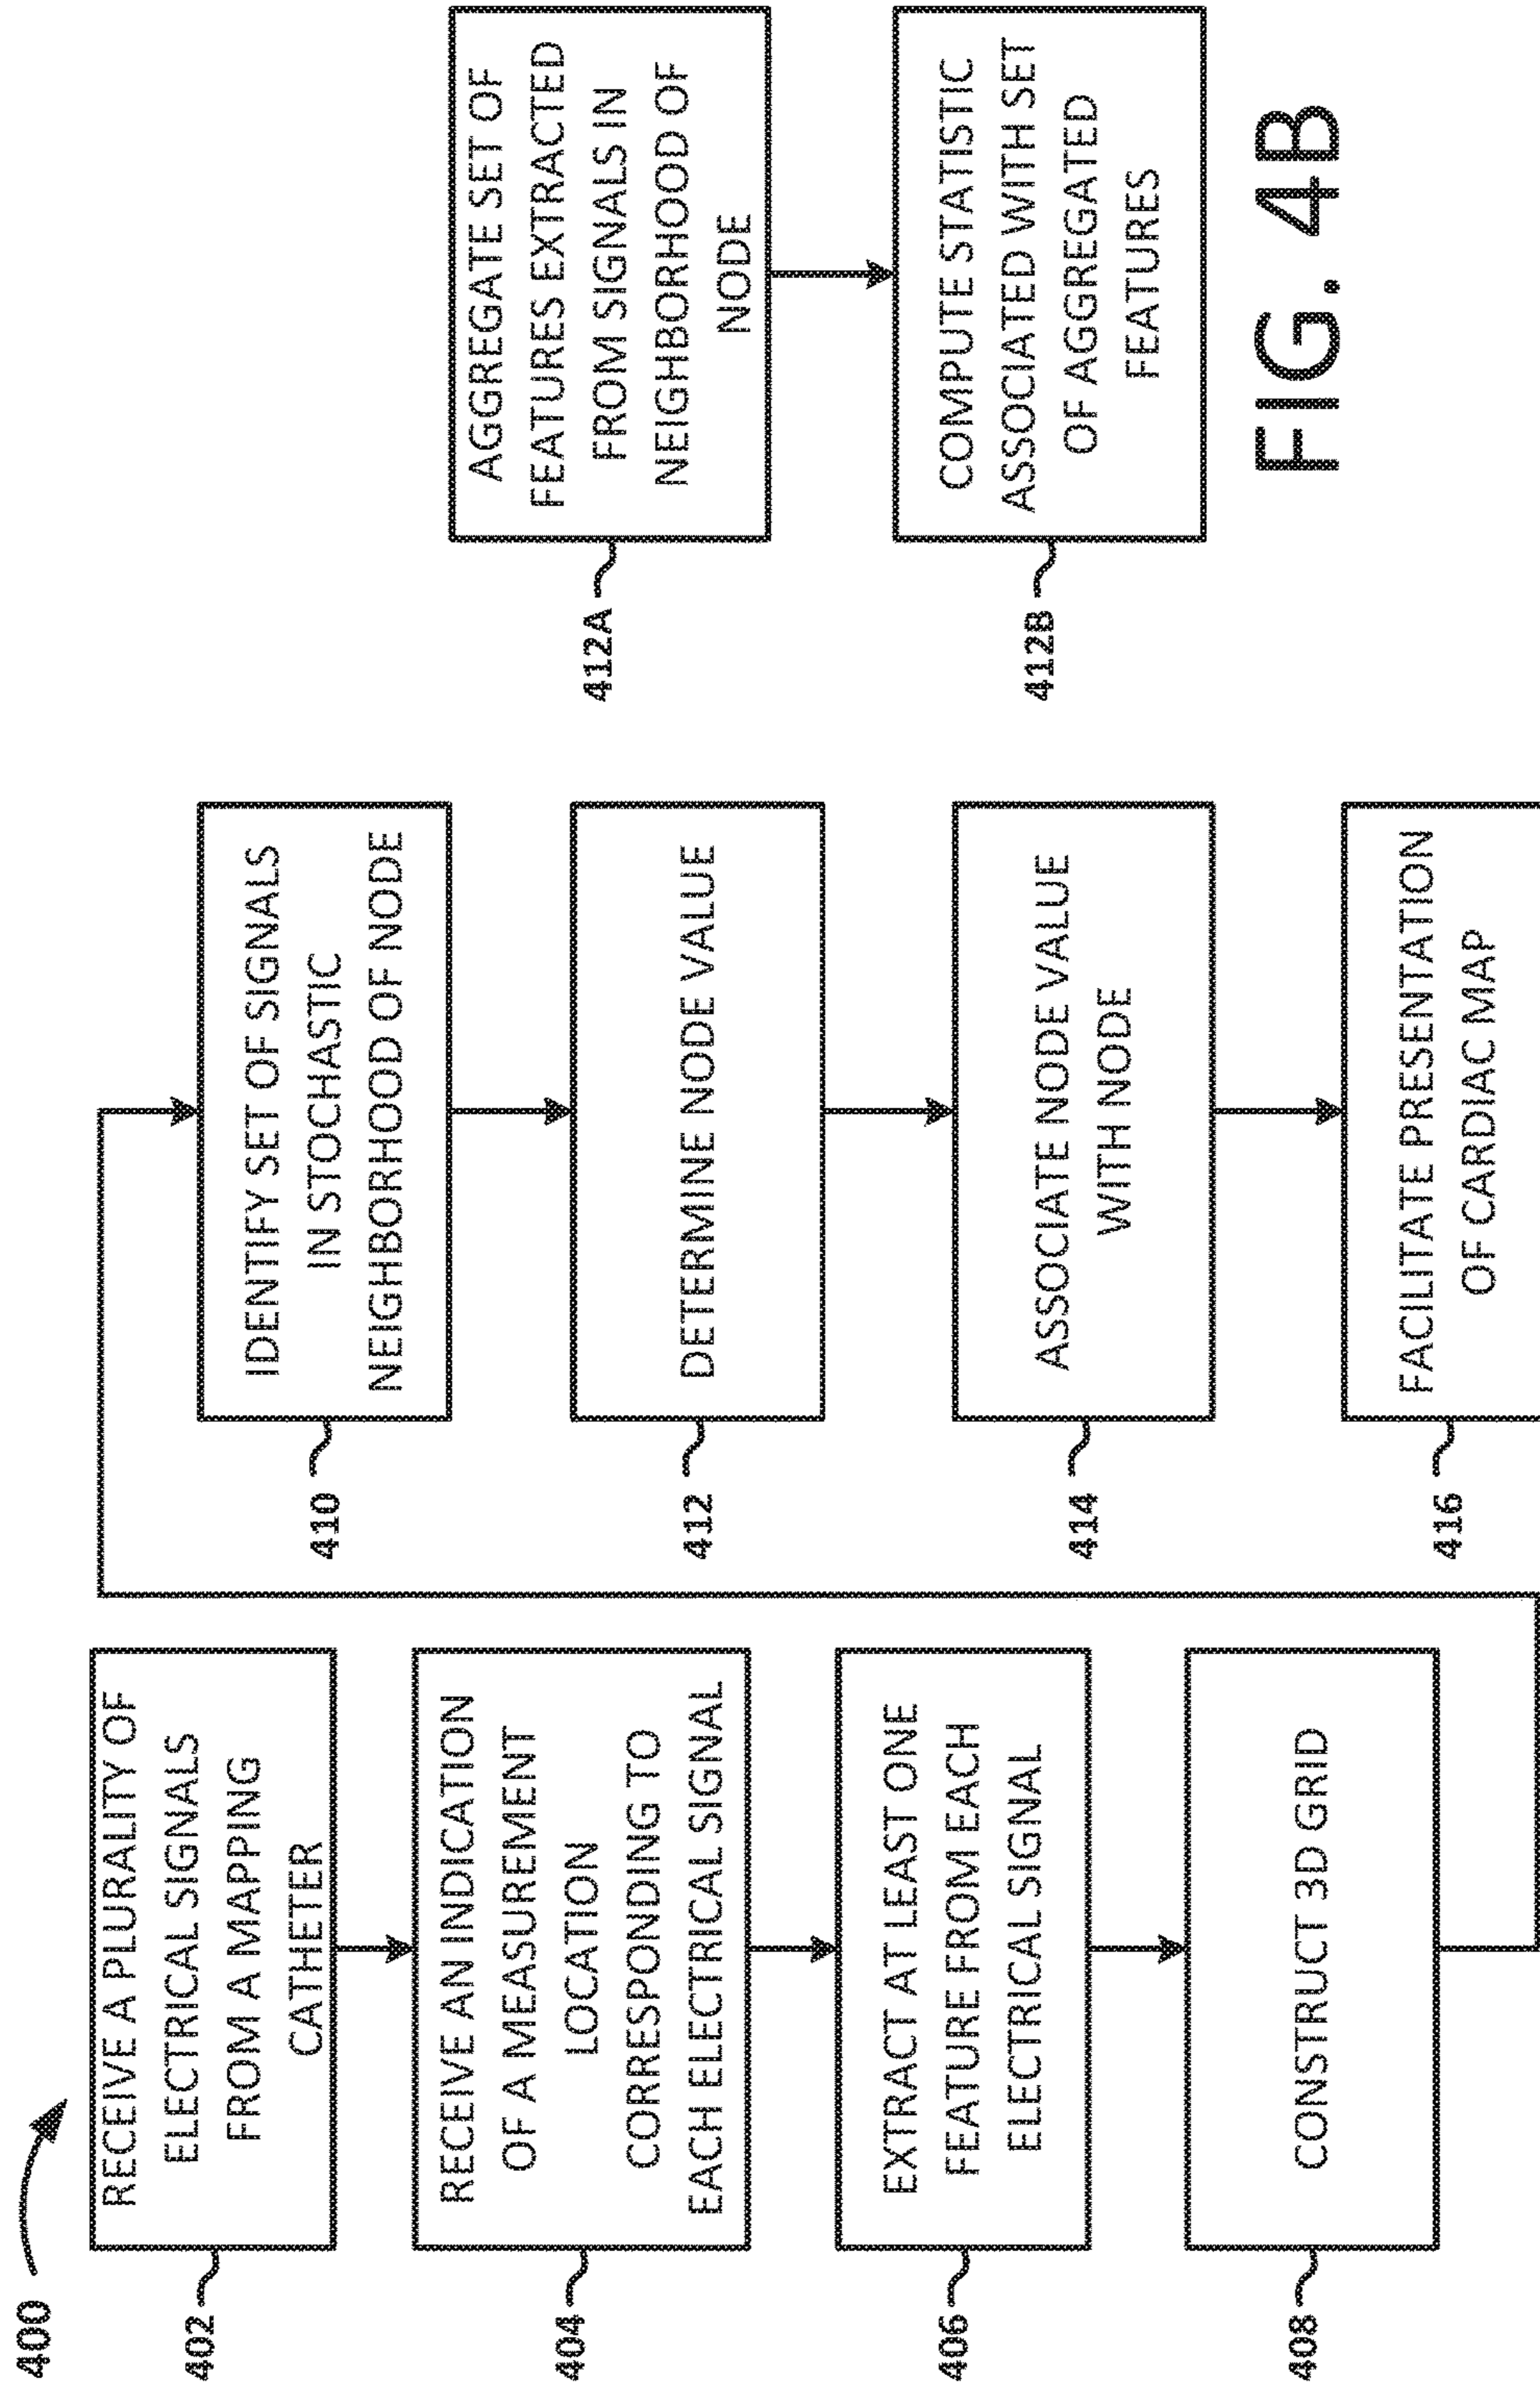 400
402
RECEIVE A PLURALITY OF
ELECTRICAL SIGNALS
FROM A MAPPING
CATHETER
404
RECEIVE AN INDICATION
OF A MEASUREMENT
LOCATION
CORRESPONDING TO
EACH ELECTRICAL SIGNAL
406
EXTRACT AT LEAST ONE
FEATURE FROM EACH
ELECTRICAL SIGNAL
408
CONSTRUCT 3D GRID
410
IDENTIFY SET OF SIGNALS
IN STOCHASTIC
NEIGHBORHOOD OF NODE
412
DETERMINE NODE VALUE
414
ASSOCIATE NODE VALUE
WITH NODE
416
FACILITATE PRESENTATION
OF CARDIAC MAP
412A
AGGREGATE SET OF
FEATURES EXTRACTED
FROM SIGNALS IN
NEIGHBORHOOD OF
NODE
412B
COMPUTE STATISTIC
ASSOCIATED WITH SET
OF AGGREGATED
FEATURES
FIG. 4B